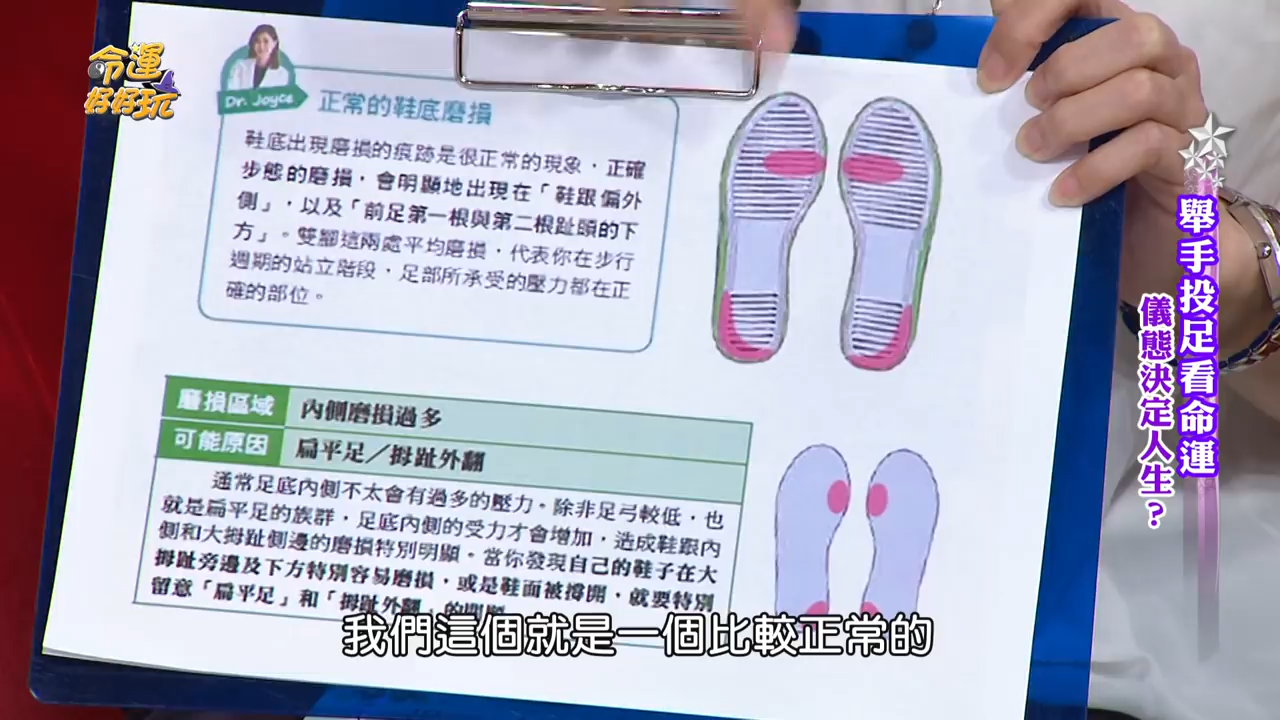 命運
好好玩
Dr. Joyce
正常的鞋底磨損
鞋底出現磨損的痕跡是很正常的現象，正確
步態的磨損，會明顯地出現在「鞋跟偏外
側」，以及「前足第一根與第二根趾頭的下
方」。雙腳這兩處平均磨損，代表你在步行
週期的站立階段，足部所承受的壓力都在正
確的部位。
磨損區域
內側磨損過多
可能原因
扁平足／拇趾外翻
通常足底內側不太會有過多的壓力。除非足弓較低，也
就是扁平足的族群，足底內側的受力才會增加，造成鞋跟內
側和大拇趾側邊的磨損特別明顯。當你發現自己的鞋子在大
拇趾旁邊及下方特別容易磨損，或是鞋面被撐開，就要特別
留意「扁平足」和「拇趾外翻」的問題
舉手投足看命運
儀態決定人生？
我們這個就是一個比較正常的